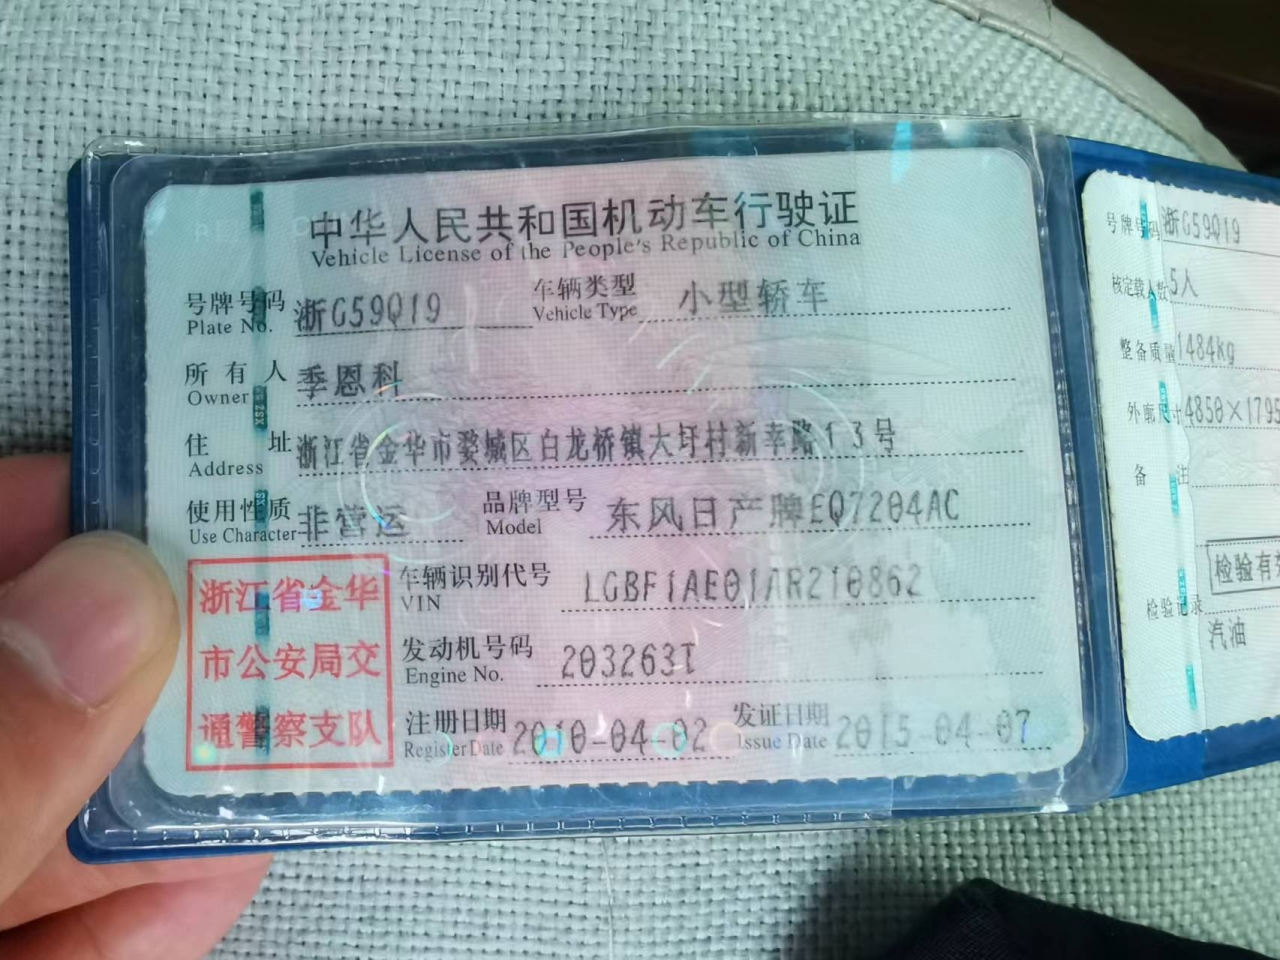 中华人民共和国机动车行驶证
Vehicle License of the People's Republic of China
号牌号码 浙G59Q19 车辆类型 小型轿车
Plate No. Vehicle Type
所有人 季恩科
Owner
住址 浙江省金华市婺城区白龙桥镇大圩村新幸路13号
Address
使用性质 非营运 品牌型号 东风日产牌EQ7204AC
Use Character Model
车辆识别代号 LGBF1AE01AR210862
VIN
发动机号码 203263T
Engine No.
注册日期 2010-04-02 发证日期 2015-04-07
Register Date Issue Date
浙江省金华
市公安局交
通警察支队
号牌号码 浙G59Q19
核定载人数 5人
整备质量 1484kg
外廓尺寸 4850×1795
备注
检验有
检验记录
汽油